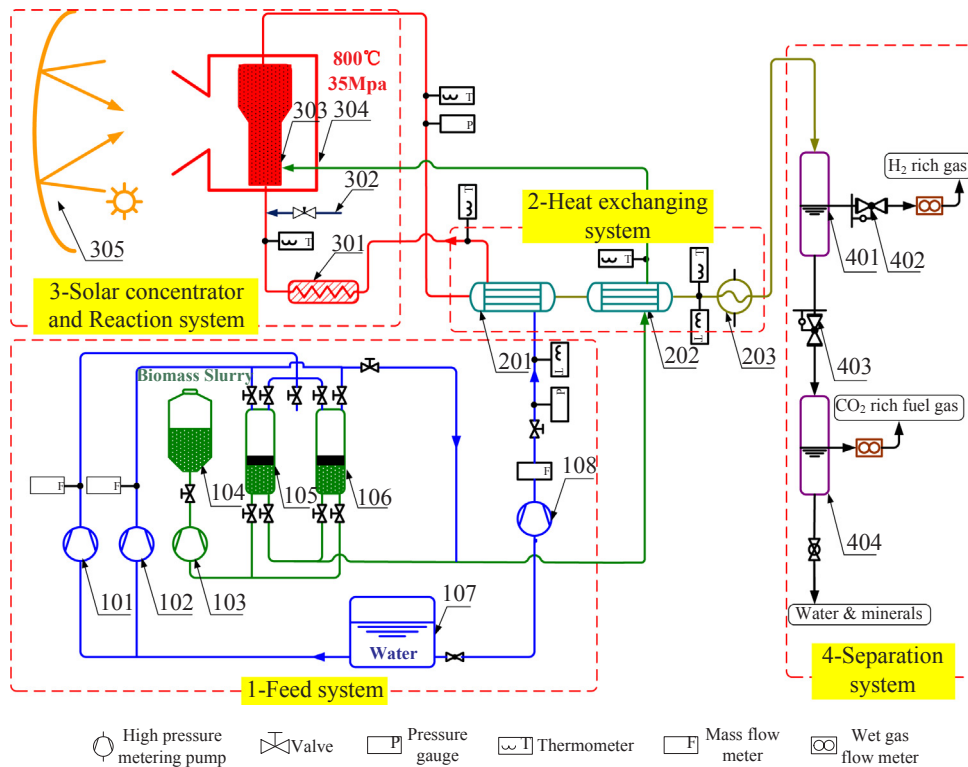 800℃
35Mpa
303
304
302
301
305
3-Solar concentrator
and Reaction system
T
P
T
T
2-Heat exchanging
system
T
T
T
201
202
203
H2 rich gas
401
402
403
CO2 rich fuel gas
404
Water & minerals
4-Separation
system
Biomass Slurry
T
P
F
F
F
104
105
106
108
101
102
103
107
Water
1-Feed system
High pressure
metering pump
Valve
P
Pressure
gauge
T
Thermometer
F
Mass flow
meter
Wet gas
flow meter